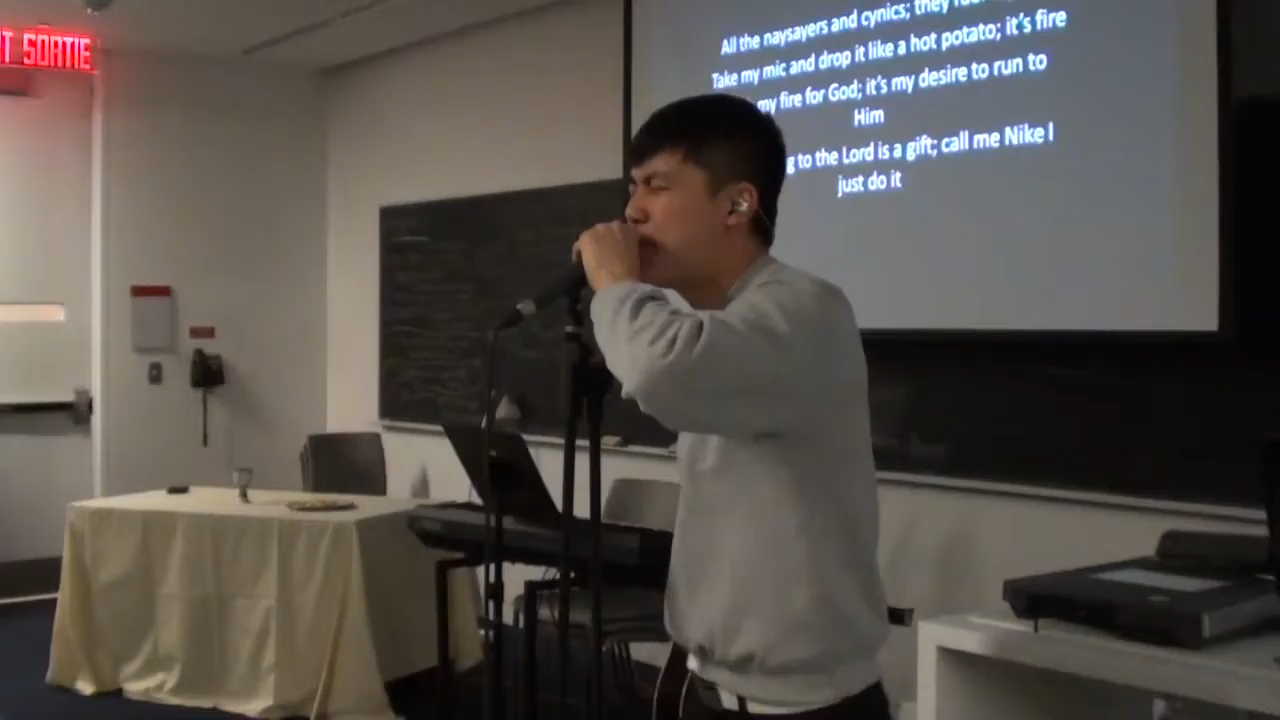 T SORTIE
All the naysayers and cynics; they
Take my mic and drop it like a hot potato; it's fire
my fire for God; it's my desire to run to
Him
to the Lord is a gift; call me Nike I
just do it